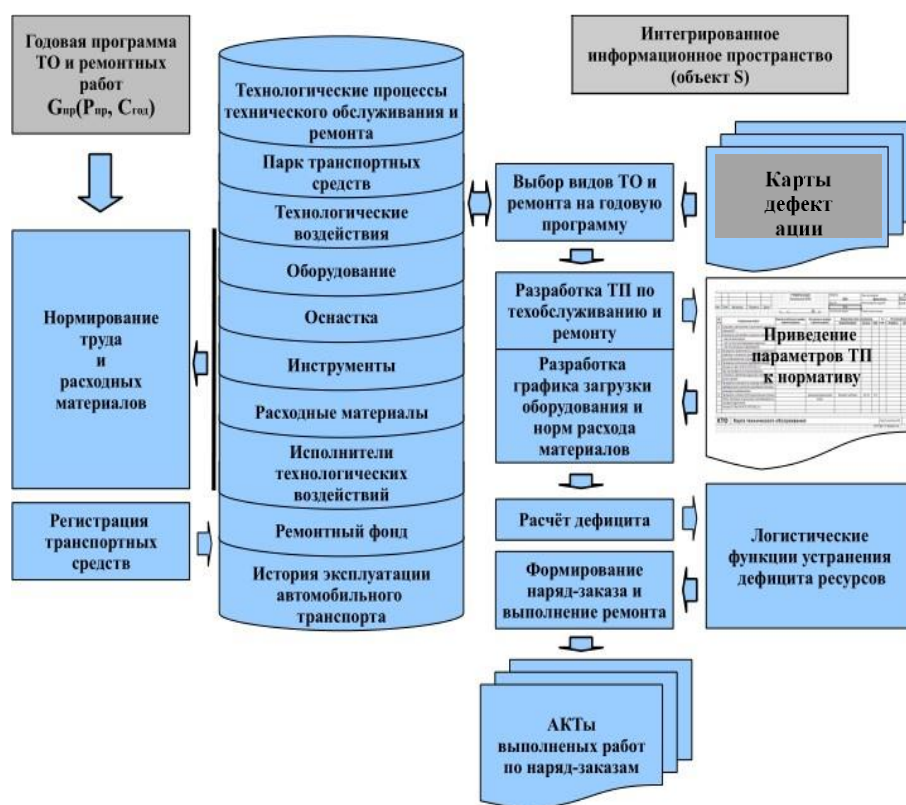 Годовая программа
ТО и ремонтных
работ
Gпр(Pпр, Cгод)
Нормирование
труда
и
расходных
материалов
Регистрация
транспортных
средств
Технологические процессы
технического обслуживания и
ремонта
Парк транспортных
средств
Технологические
воздействия
Оборудование
Оснастка
Инструменты
Расходные материалы
Исполнители
технологических
воздействий
Ремонтный фонд
История эксплуатации
автомобильного
транспорта
Интегрированное
информационное пространство
(объект S)
Выбор видов ТО и
ремонта на годовую
программу
Карты
дефект
ации
Разработка ТП по
техобслуживанию и
ремонту
Приведение
параметров ТП
к нормативу
Разработка
графика загрузки
оборудования и
норм расхода
материалов
КТО Карта технического обслуживания
Расчёт дефицита
Логистические
функции устранения
дефицита ресурсов
Формирование
наряд-заказа и
выполнение ремонта
АКТы
выполненых работ
по наряд-заказам